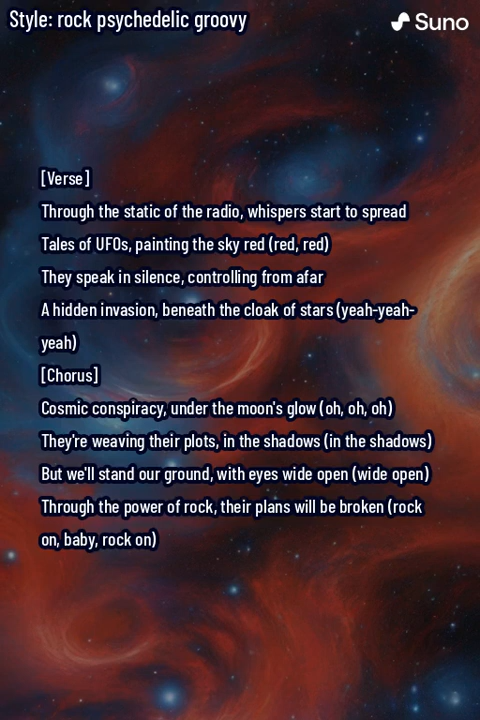 Style: rock psychedelic groovy
Suno
[Verse]
Through the static of the radio, whispers start to spread
Tales of UFOs, painting the sky red (red, red)
They speak in silence, controlling from afar
A hidden invasion, beneath the cloak of stars (yeah-yeah-
yeah)
[Chorus]
Cosmic conspiracy, under the moon's glow (oh, oh, oh)
They're weaving their plots, in the shadows (in the shadows)
But we'll stand our ground, with eyes wide open (wide open)
Through the power of rock, their plans will be broken (rock
on, baby, rock on)